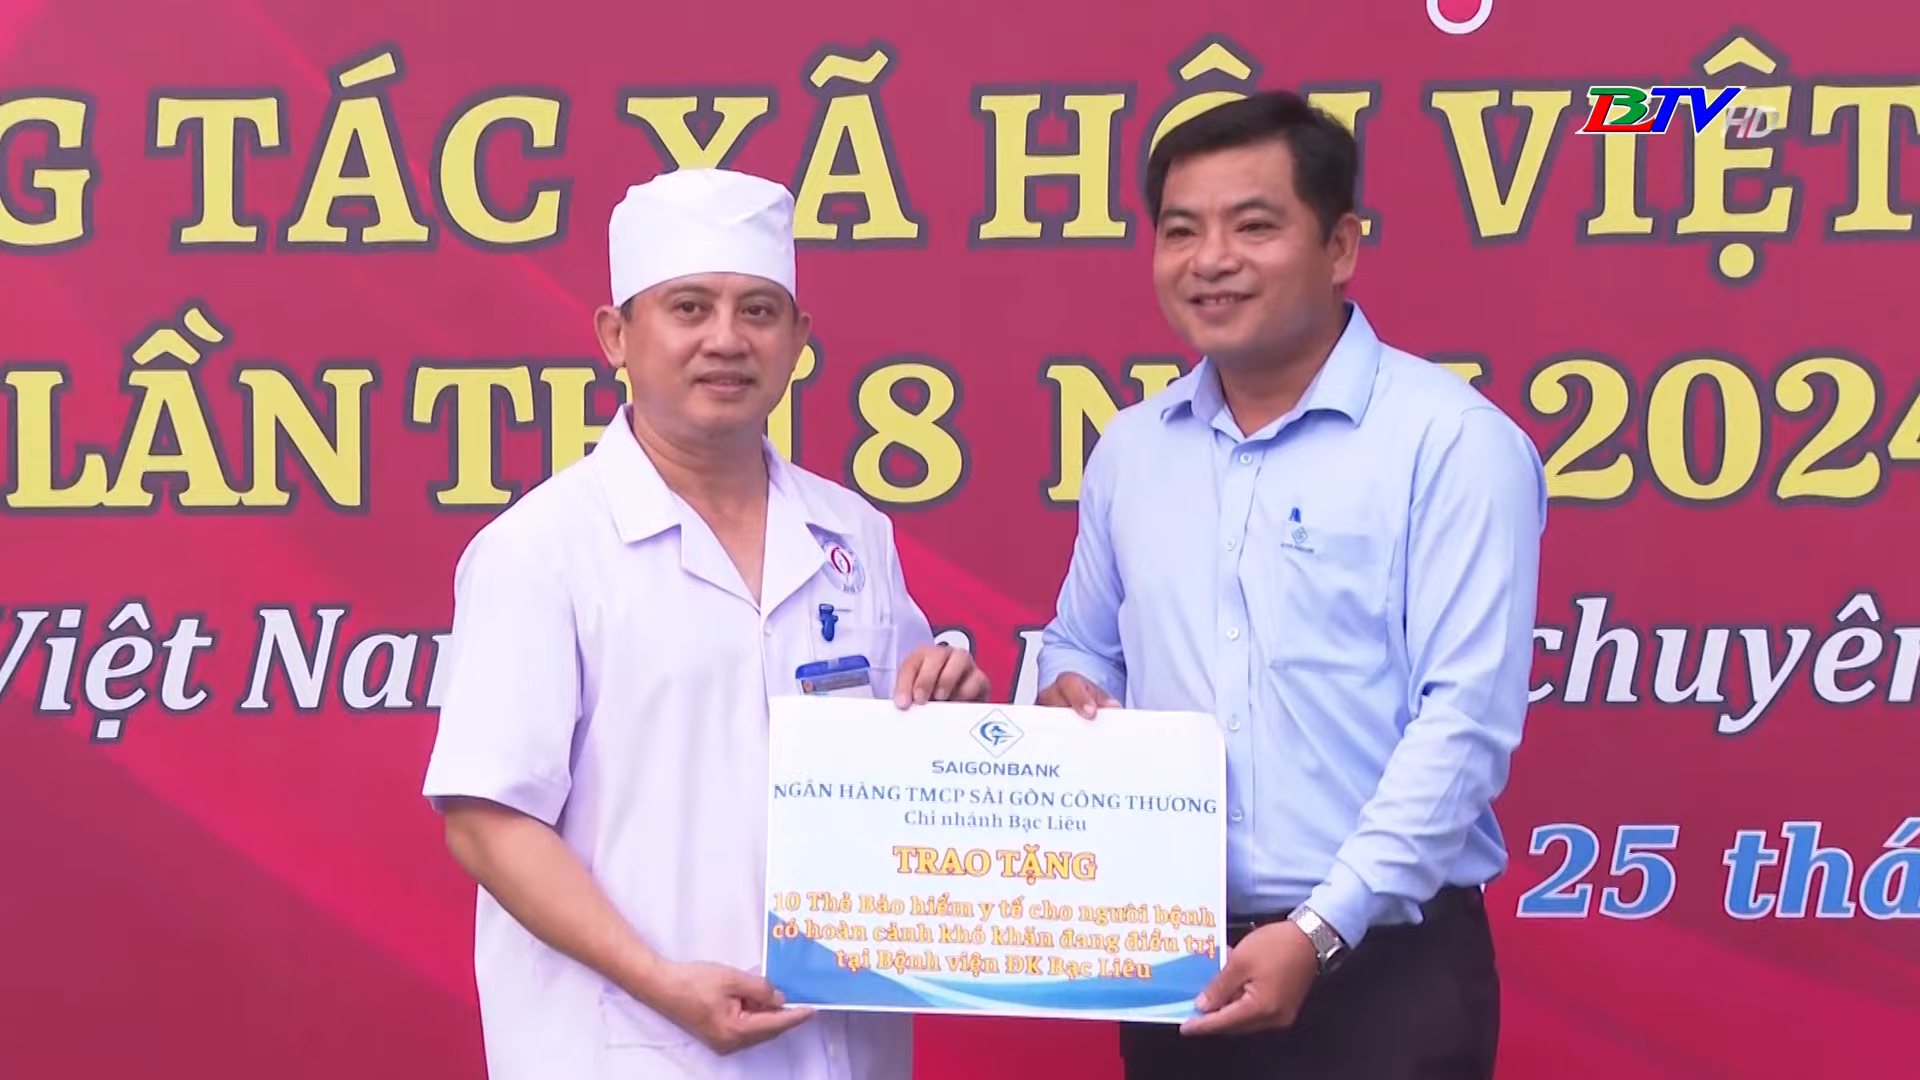 G TÁC XÃ HỘI VIỆT
BTV HD
LẦN THỨ 8 N 2024
Việt Na chuyên
25 thá
SAIGONBANK
NGÂN HÀNG TMCP SÀI GÒN CÔNG THƯƠNG
Chi nhánh Bạc Liêu
TRAO TẶNG
10 Thẻ Bảo hiểm y tế cho người bệnh
có hoàn cảnh khó khăn đang điều trị
tại Bệnh viện ĐK Bạc Liêu